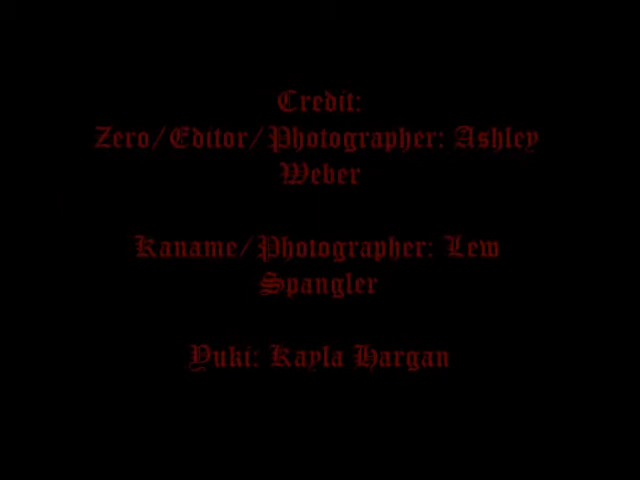 Credit:
Zero/Editor/Photographer: Ashley
Weber
Kaname/Photographer: Lew
Spangler
Yuki: Kayla Hargan